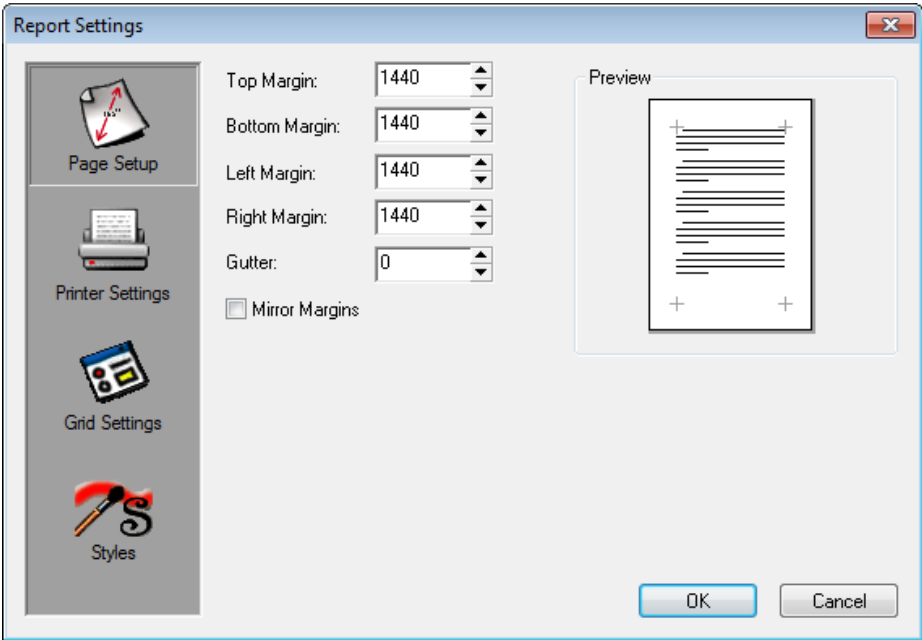 Report Settings
Page Setup
Printer Settings
Grid Settings
Styles
Top Margin: 1440
Bottom Margin: 1440
Left Margin: 1440
Right Margin: 1440
Gutter: 0
Mirror Margins
Preview
OK Cancel